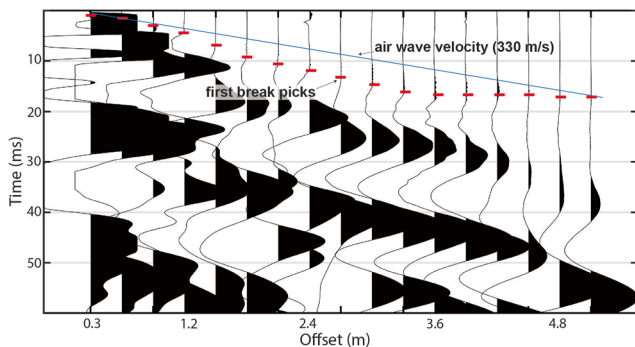 air wave velocity (330 m/s)
10
first break picks
20
Time (ms)
30
40
50
0.3 1.2 2.4 3.6 4.8
Offset (m)